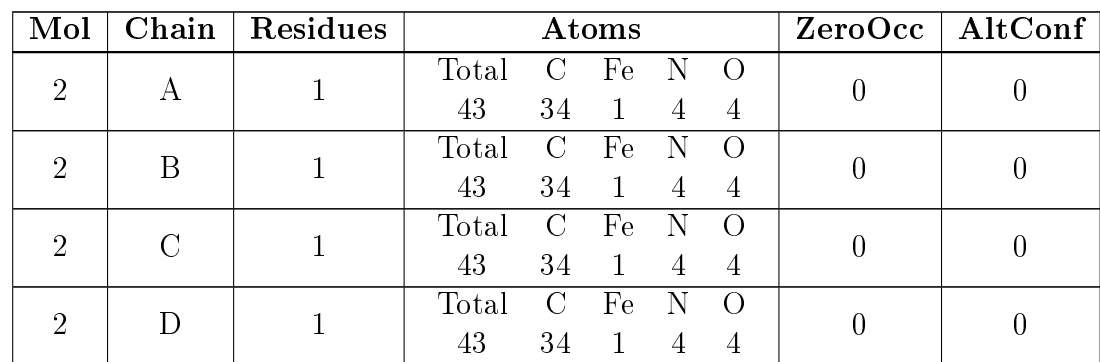 Mol Chain Residues Atoms ZeroOcc AltConf
2 A 1 Total C Fe N O 0 0
43 34 1 4 4
2 B 1 Total C Fe N O 0 0
43 34 1 4 4
2 C 1 Total C Fe N O 0 0
43 34 1 4 4
2 D 1 Total C Fe N O 0 0
43 34 1 4 4